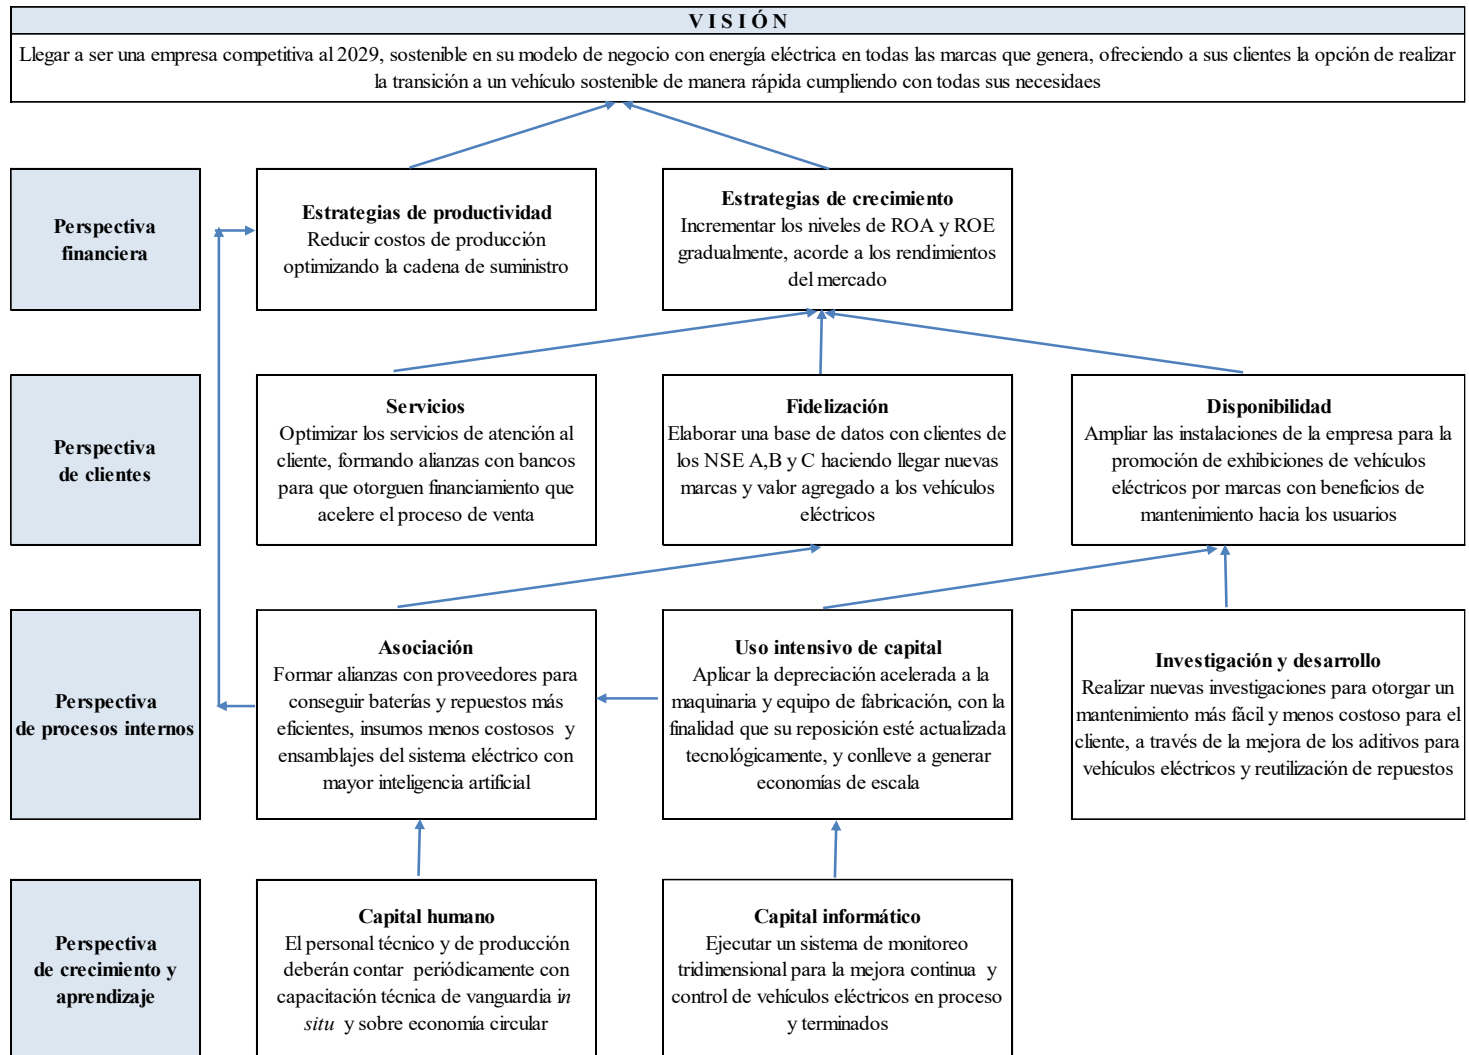 V I S I Ó N
Llegar a ser una empresa competitiva al 2029, sostenible en su modelo de negocio con energía eléctrica en todas las marcas que genera, ofreciendo a sus clientes la opción de realizar
la transición a un vehículo sostenible de manera rápida cumpliendo con todas sus necesidaes
Perspectiva
financiera
Estrategias de productividad
Reducir costos de producción
optimizando la cadena de suministro
Estrategias de crecimiento
Incrementar los niveles de ROA y ROE
gradualmente, acorde a los rendimientos
del mercado
Perspectiva
de clientes
Servicios
Optimizar los servicios de atención al
cliente, formando alianzas con bancos
para que otorguen financiamiento que
acelere el proceso de venta
Fidelización
Elaborar una base de datos con clientes de
los NSE A,B y C haciendo llegar nuevas
marcas y valor agregado a los vehículos
eléctricos
Disponibilidad
Ampliar las instalaciones de la empresa para la
promoción de exhibiciones de vehículos
eléctricos por marcas con beneficios de
mantenimiento hacia los usuarios
Perspectiva
de procesos internos
Asociación
Formar alianzas con proveedores para
conseguir baterías y repuestos más
eficientes, insumos menos costosos y
ensamblajes del sistema eléctrico con
mayor inteligencia artificial
Uso intensivo de capital
Aplicar la depreciación acelerada a la
maquinaria y equipo de fabricación, con la
finalidad que su reposición esté actualizada
tecnológicamente, y conlleve a generar
economías de escala
Investigación y desarrollo
Realizar nuevas investigaciones para otorgar un
mantenimiento más fácil y menos costoso para el
cliente, a través de la mejora de los aditivos para
vehículos eléctricos y reutilización de repuestos
Perspectiva
de crecimiento y
aprendizaje
Capital humano
El personal técnico y de producción
deberán contar periódicamente con
capacitación técnica de vanguardia in
situ y sobre economía circular
Capital informático
Ejecutar un sistema de monitoreo
tridimensional para la mejora continua y
control de vehículos eléctricos en proceso
y terminados